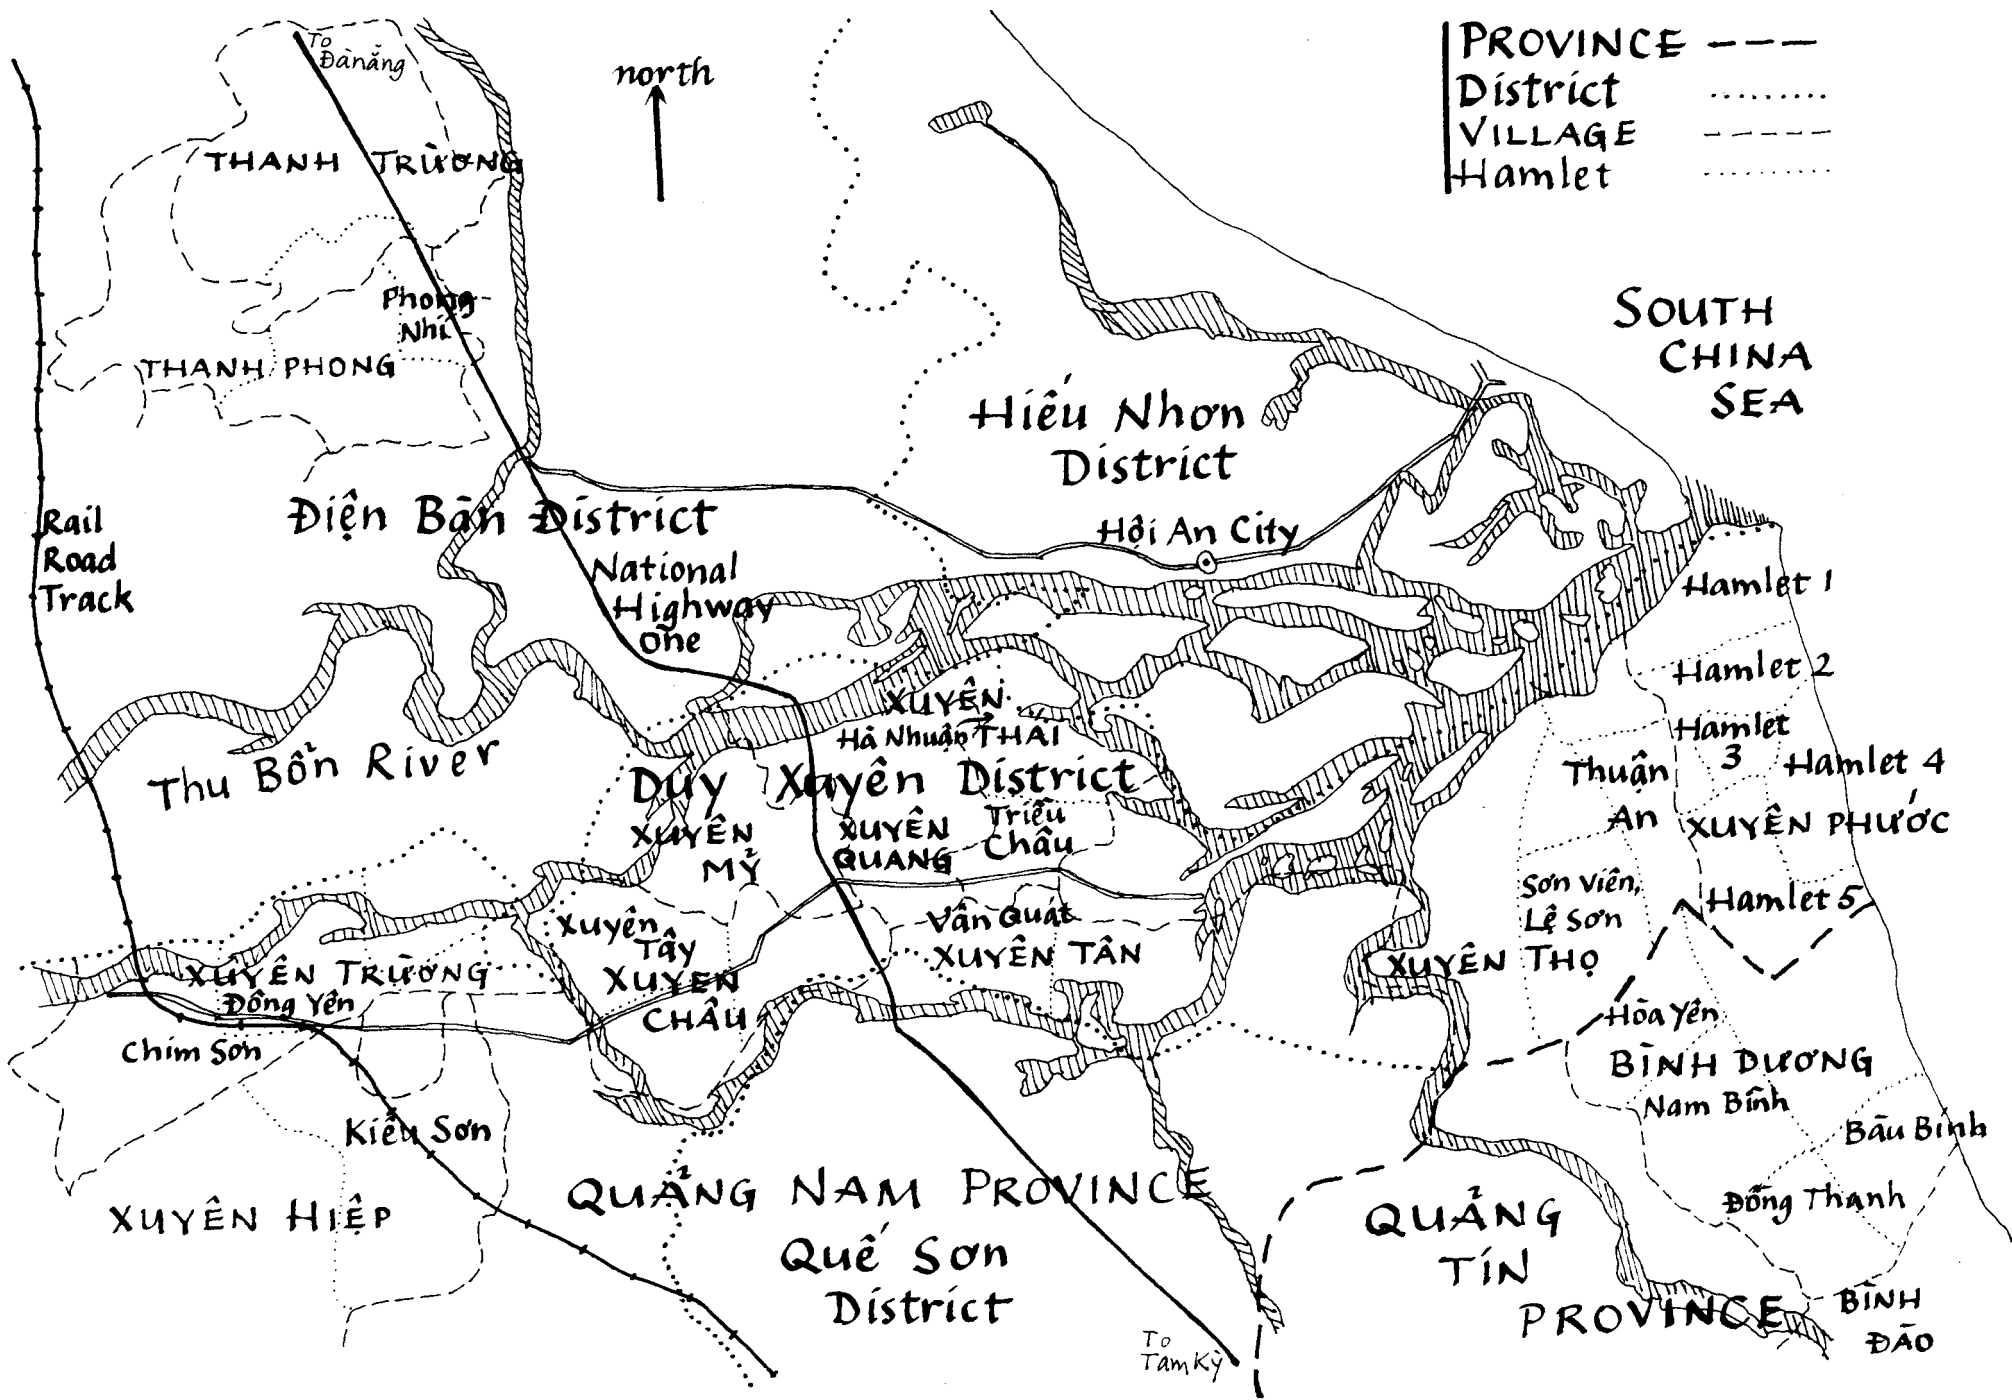 To
Đànẵng
north
PROVINCE
District
VILLAGE
Hamlet
THANH TRƯỜNG
Phong
Nhị
THANH PHONG
SOUTH
CHINA
SEA
Hiếu Nhơn
District
Rail
Road
Track
Điện Bàn District
Hội An City
National
Highway
One
Hamlet 1
Hamlet 2
Hamlet
3
Hamlet 4
Thu Bồn River
XUYÊN
THÁI
Hà Nhuận
Duy Xuyên District
Thuận
An
XUYÊN PHƯỚC
XUYÊN
MỸ
XUYÊN
QUANG
Triều
Châu
Sơn Viên,
Lệ Sơn
Hamlet 5
Xuyên
Tây
XUYÊN
CHÂU
Vân Quát
XUYÊN TÂN
XUYÊN THỌ
XUYÊN TRƯỜNG
Đông Yên
Chim Sơn
Hòa Yên
BÌNH DƯƠNG
Nam Bình
Bàu Bính
Kiểu Sơn
Đồng Thanh
XUYÊN HIỆP
QUẢNG NAM PROVINCE
Quế Sơn
District
QUẢNG
TÍN
PROVINCE
BÌNH
ĐÀO
To
Tam Kỳ